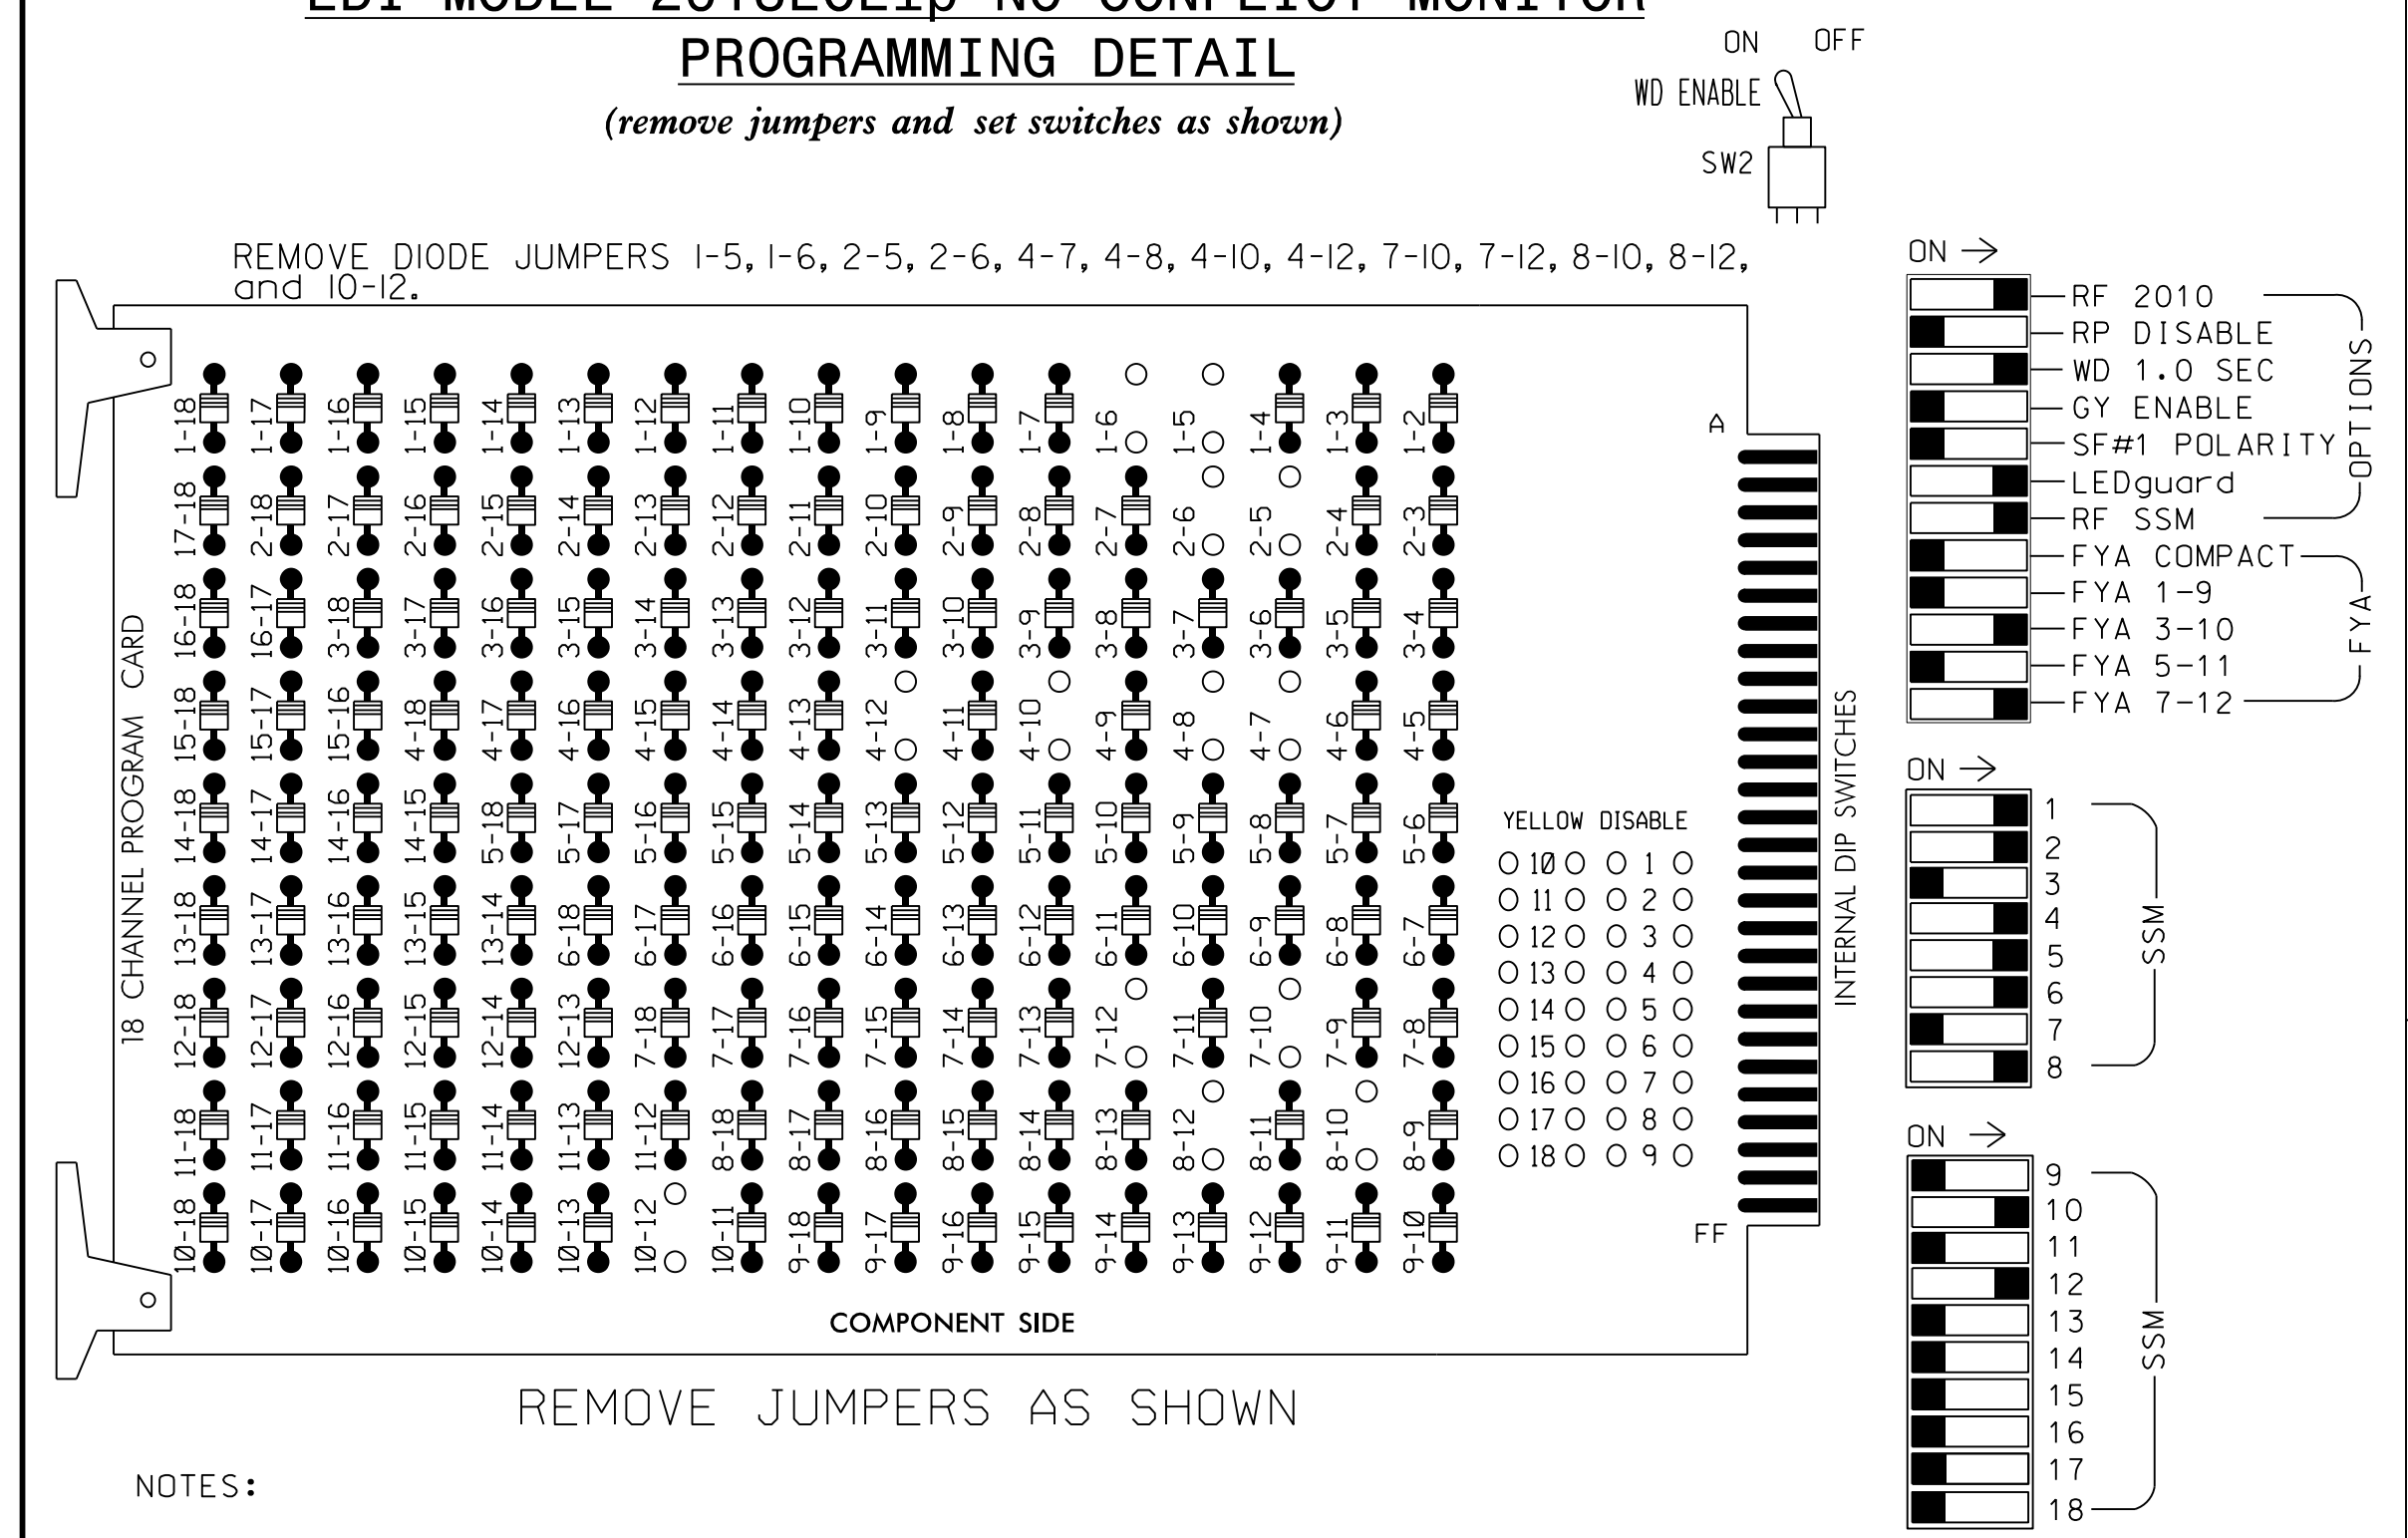 PROGRAMMING DETAIL
(remove jumpers and set switches as shown)
ON OFF
WD ENABLE
SW2
REMOVE DIODE JUMPERS 1-5, 1-6, 2-5, 2-6, 4-7, 4-8, 4-10, 4-12, 7-10, 7-12, 8-10, 8-12,
and 10-12.
18 CHANNEL PROGRAM CARD
1-18 1-17 1-16 1-15 1-14 1-13 1-12 1-11 1-10 1-9 1-8 1-7 1-6 1-5 1-4 1-3 1-2
17-18 2-18 2-17 2-16 2-15 2-14 2-13 2-12 2-11 2-10 2-9 2-8 2-7 2-6 2-5 2-4 2-3
16-18 16-17 3-18 3-17 3-16 3-15 3-14 3-13 3-12 3-11 3-10 3-9 3-8 3-7 3-6 3-5 3-4
15-18 15-17 15-16 4-18 4-17 4-16 4-15 4-14 4-13 4-12 4-11 4-10 4-9 4-8 4-7 4-6 4-5
14-18 14-17 14-16 14-15 5-18 5-17 5-16 5-15 5-14 5-13 5-12 5-11 5-10 5-9 5-8 5-7 5-6
13-18 13-17 13-16 13-15 13-14 6-18 6-17 6-16 6-15 6-14 6-13 6-12 6-11 6-10 6-9 6-8 6-7
12-18 12-17 12-16 12-15 12-14 12-13 7-18 7-17 7-16 7-15 7-14 7-13 7-12 7-11 7-10 7-9 7-8
11-18 11-17 11-16 11-15 11-14 11-13 11-12 8-18 8-17 8-16 8-15 8-14 8-13 8-12 8-11 8-10 8-9
10-18 10-17 10-16 10-15 10-14 10-13 10-12 10-11 9-18 9-17 9-16 9-15 9-14 9-13 9-12 9-11 9-10
A
YELLOW DISABLE
10 1
11 2
12 3
13 4
14 5
15 6
16 7
17 8
18 9
FF
COMPONENT SIDE
INTERNAL DIP SWITCHES
ON →
RF 2010
RP DISABLE
WD 1.0 SEC
GY ENABLE
SF#1 POLARITY
LEDguard
RF SSM
OPTIONS
FYA COMPACT
FYA 1-9
FYA 3-10
FYA 5-11
FYA 7-12
FYA
ON →
1
2
3
4
5
6
7
8
SSM
ON →
9
10
11
12
13
14
15
16
17
18
SSM
REMOVE JUMPERS AS SHOWN
NOTES: